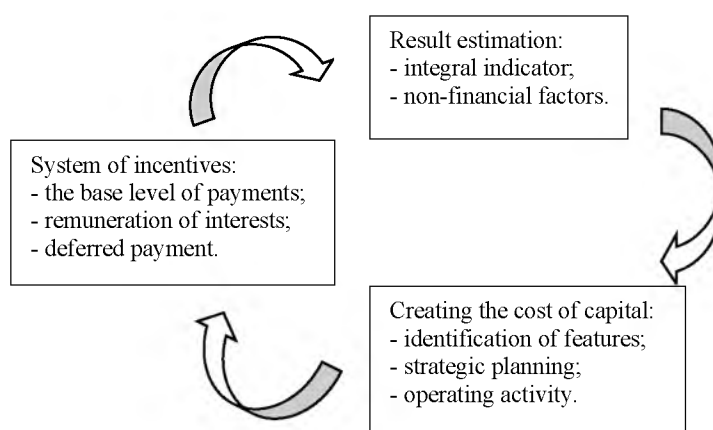 Result estimation:
- integral indicator;
- non-financial factors.
System of incentives:
- the base level of payments;
- remuneration of interests;
- deferred payment.
Creating the cost of capital:
- identification of features;
- strategic planning;
- operating activity.